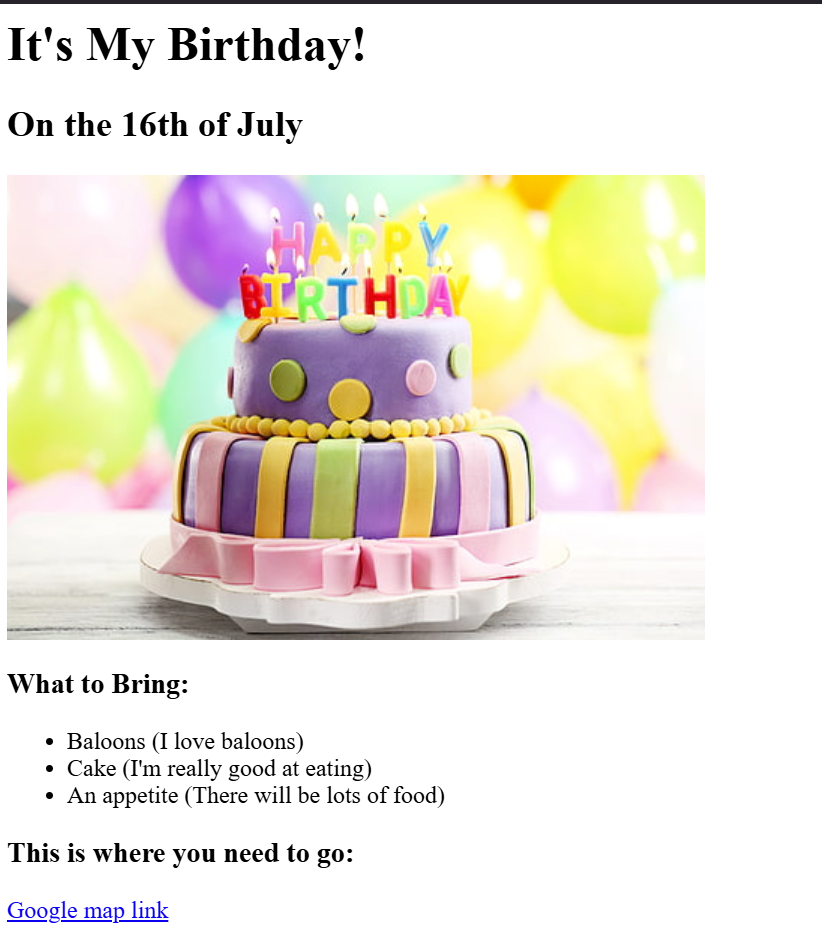 It's My Birthday!
On the 16th of July
HAPPY
BIRTHDAY
What to Bring:
Baloons (I love baloons)
Cake (I'm really good at eating)
An appetite (There will be lots of food)
This is where you need to go:
Google map link